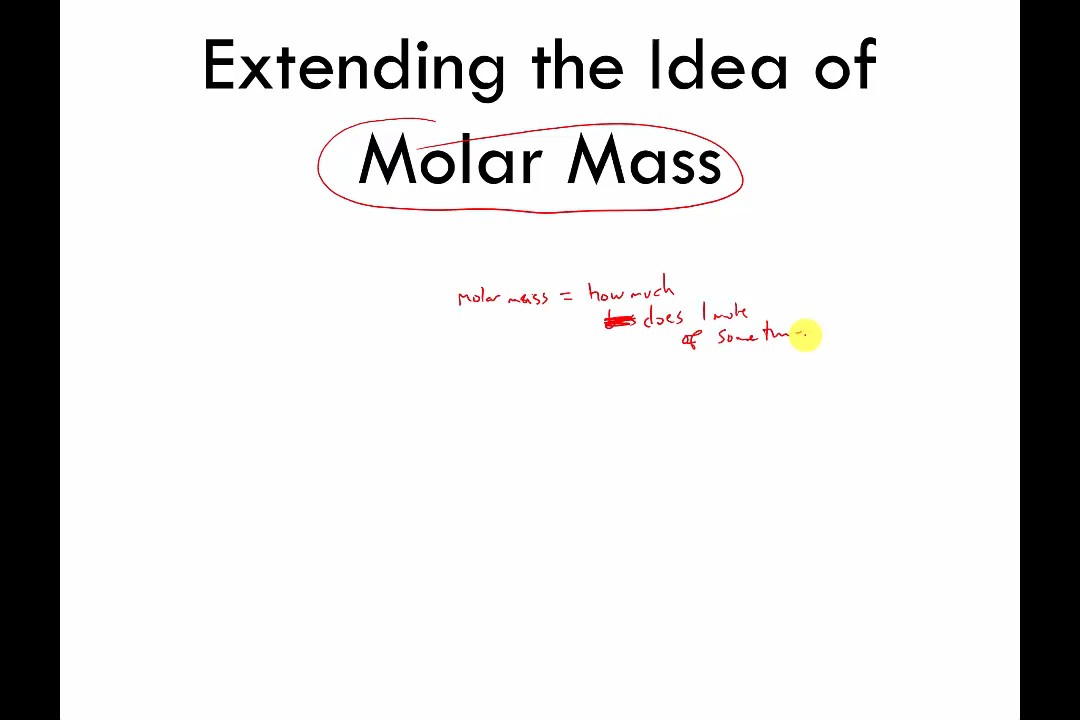 Extending the Idea of
Molar Mass
molar mass = how much
does 1 mole
of